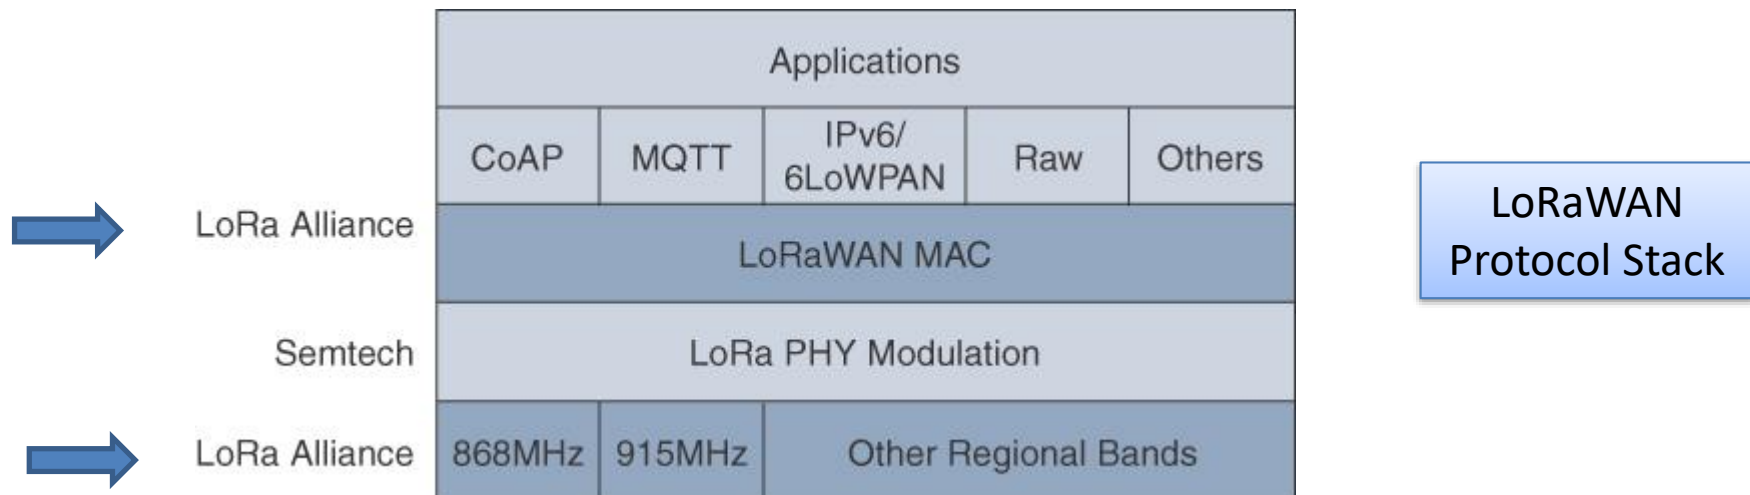 Applications
CoAP
MQTT
IPv6/
6LoWPAN
Raw
Others
LoRa Alliance
LoRaWAN MAC
LoRaWAN
Protocol Stack
Semtech
LoRa PHY Modulation
LoRa Alliance
868MHz
915MHz
Other Regional Bands